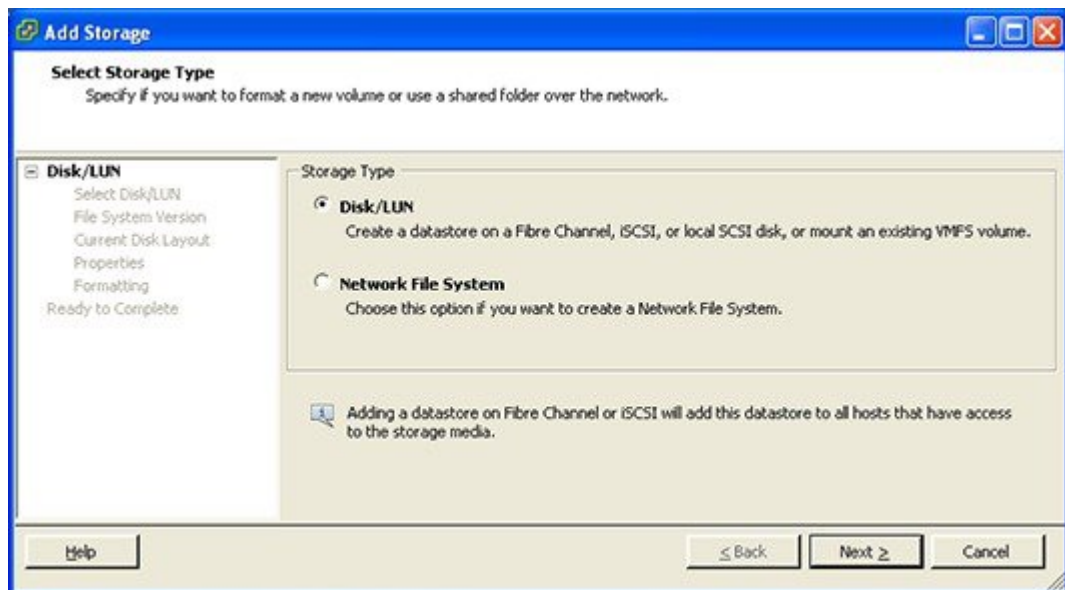 Add Storage
Select Storage Type
Specify if you want to format a new volume or use a shared folder over the network.
Disk/LUN
Select Disk/LUN
File System Version
Current Disk Layout
Properties
Formatting
Ready to Complete
Storage Type
Disk/LUN
Create a datastore on a Fibre Channel, iSCSI, or local SCSI disk, or mount an existing VMFS volume.
Network File System
Choose this option if you want to create a Network File System.
Adding a datastore on Fibre Channel or iSCSI will add this datastore to all hosts that have access
to the storage media.
Help
≤ Back
Next ≥
Cancel